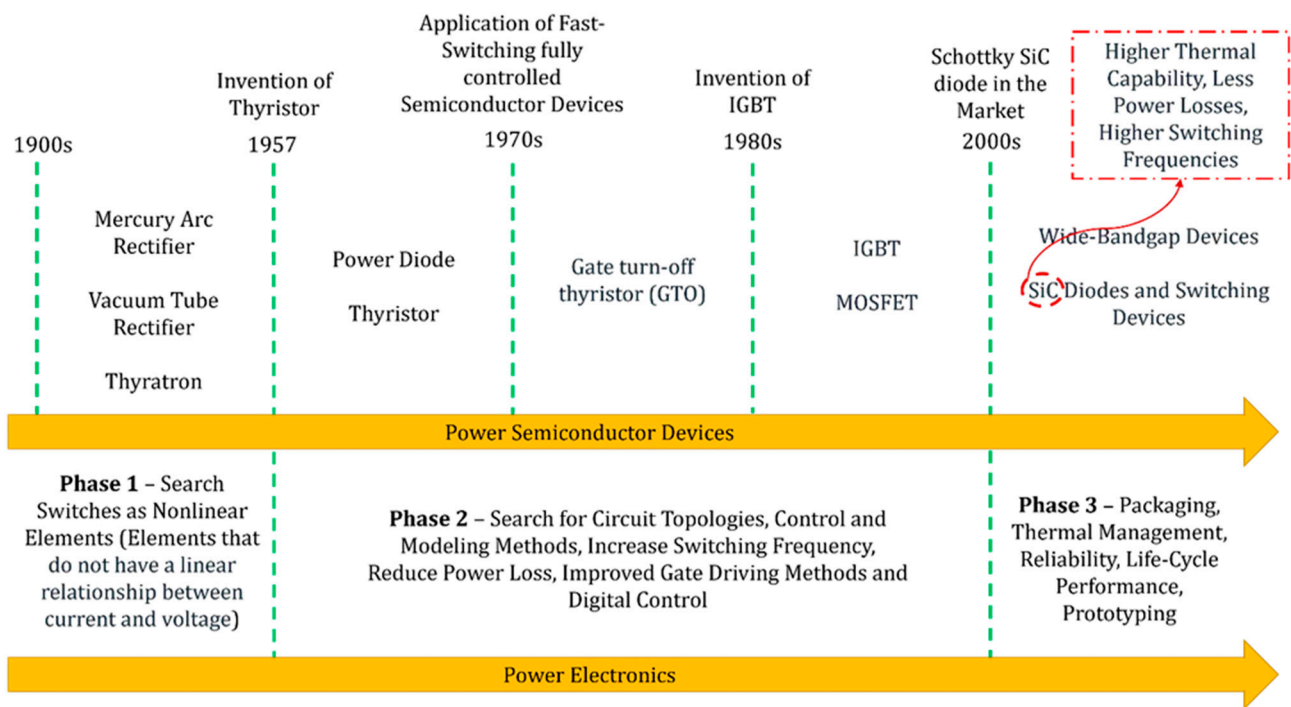 1900s
Invention of
Thyristor
1957
Application of Fast-
Switching fully
controlled
Semiconductor Devices
1970s
Invention of
IGBT
1980s
Schottky SiC
diode in the
Market
2000s
Higher Thermal
Capability, Less
Power Losses,
Higher Switching
Frequencies
Mercury Arc
Rectifier
Vacuum Tube
Rectifier
Thyratron
Power Diode
Thyristor
Gate turn-off
thyristor (GTO)
IGBT
MOSFET
Wide-Bandgap Devices
SiC Diodes and Switching
Devices
Power Semiconductor Devices
Phase 1 – Search
Switches as Nonlinear
Elements (Elements that
do not have a linear
relationship between
current and voltage)
Phase 2 – Search for Circuit Topologies, Control and
Modeling Methods, Increase Switching Frequency,
Reduce Power Loss, Improved Gate Driving Methods and
Digital Control
Phase 3 – Packaging,
Thermal Management,
Reliability, Life-Cycle
Performance,
Prototyping
Power Electronics